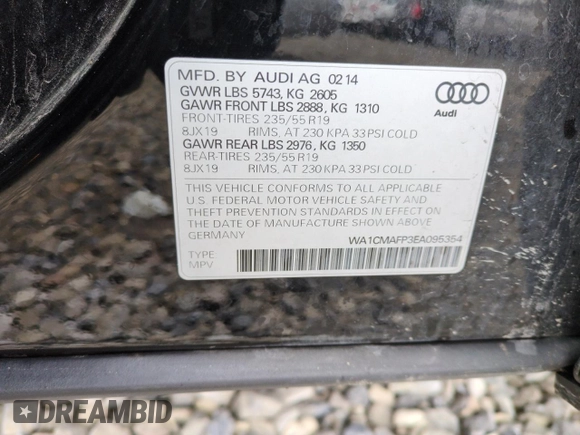 MFD. BY AUDI AG 02 14
GVWR LBS 5743, KG 2605
GAWR FRONT LBS 2888, KG 1310
FRONT-TIRES 235/55 R19
8JX19 RIMS, AT 230 KPA 33 PSI COLD
GAWR REAR LBS 2976, KG 1350
REAR-TIRES 235/55 R19
8JX19 RIMS, AT 230 KPA 33 PSI COLD
THIS VEHICLE CONFORMS TO ALL APPLICABLE
U.S. FEDERAL MOTOR VEHICLE SAFETY AND
THEFT PREVENTION STANDARDS IN EFFECT ON
THE DATE OF MANUFACTURE SHOWN ABOVE.
GERMANY
WA1CMAFP3EA095354
TYPE:
MPV
Audi
DREAMBID